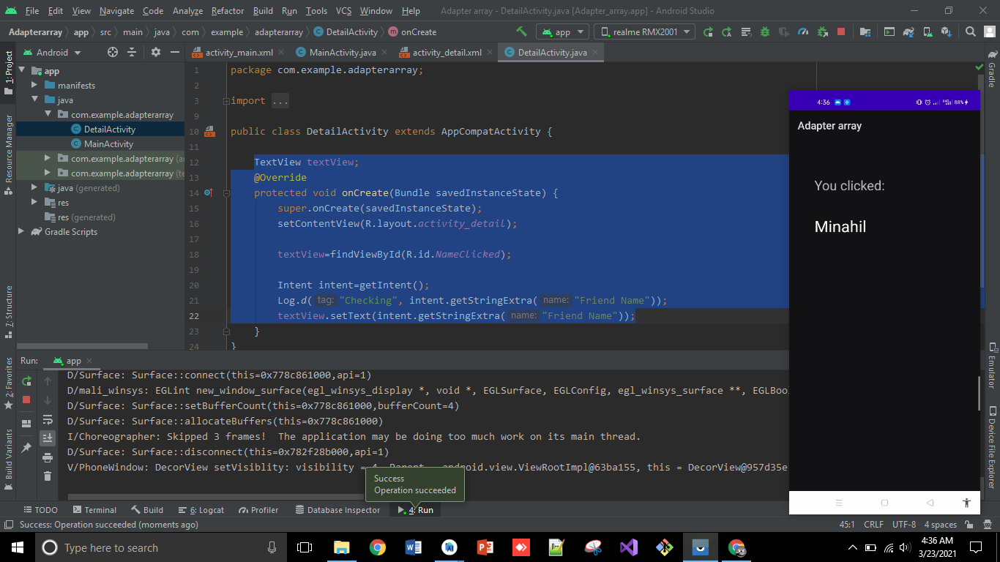 File Edit View Navigate Code Analyze Refactor Build Run Tools VCS Window Help Adapter array - DetailActivity.java [Adapter_array.app] - Android Studio
Adapterarray app src main java com example adapterarray DetailActivity onCreate app realme RMX2001
Android activity_main.xml MainActivity.java activity_detail.xml DetailActivity.java
1: Project
Resource Manager
7: Structure
2: Favorites
Build Variants
app
manifests
java
com.example.adapterarray
DetailActivity
MainActivity
com.example.adapterarray
com.example.adapterarray (te
java (generated)
res
res (generated)
Gradle Scripts
1 package com.example.adapterarray;
2
3 import ...
9
10 public class DetailActivity extends AppCompatActivity {
11
12 TextView textView;
13 @Override
14 protected void onCreate(Bundle savedInstanceState) {
15 super.onCreate(savedInstanceState);
16 setContentView(R.layout.activity_detail);
17
18 textView=findViewById(R.id.NameClicked);
19
20 Intent intent=getIntent();
21 Log.d( tag: "Checking", intent.getStringExtra( name: "Friend Name"));
22 textView.setText(intent.getStringExtra( name: "Friend Name"));
23 }
24 }
4:36 88%
Adapter array
You clicked:
Minahil
Gradle
Emulator
Device File Explorer
Run: app
D/Surface: Surface::connect(this=0x778c861000,api=1)
D/mali_winsys: EGLint new_window_surface(egl_winsys_display *, void *, EGLSurface, EGLConfig, egl_winsys_surface **, EGLBool
D/Surface: Surface::setBufferCount(this=0x778c861000,bufferCount=4)
D/Surface: Surface::allocateBuffers(this=0x778c861000)
I/Choreographer: Skipped 3 frames! The application may be doing too much work on its main thread.
D/Surface: Surface::disconnect(this=0x782f28b000,api=1)
V/PhoneWindow: DecorView setVisiblity: visibility = 4, Parent android.view.ViewRootImpl@63ba155, this = DecorView@957d35e
Success
Operation succeeded
TODO Terminal Build 6: Logcat Profiler Database Inspector 4: Run
Success: Operation succeeded (moments ago) 45:1 CRLF UTF-8 4 spaces
Type here to search
4:36 AM
3/23/2021